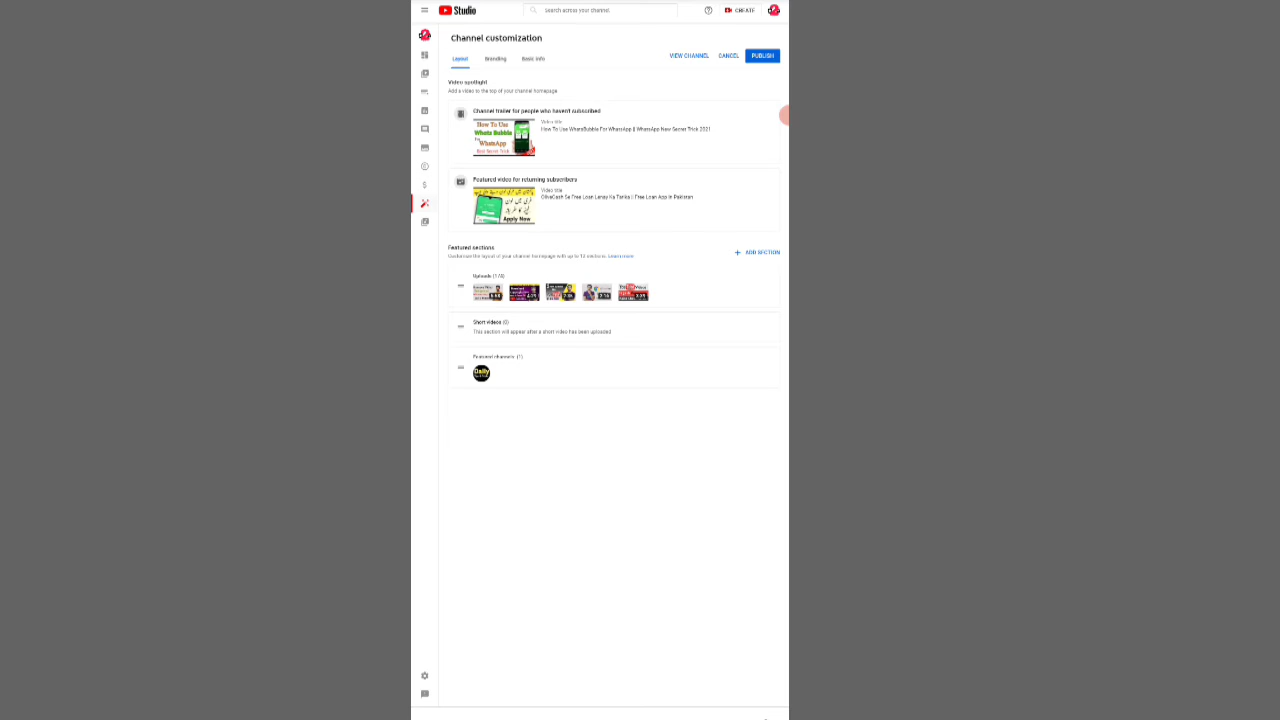 Studio
Search across your channel
CREATE
Channel customization
Layout
Branding
Basic info
VIEW CHANNEL
CANCEL
PUBLISH
Video spotlight
Add a video to the top of your channel homepage
Channel trailer for people who haven't subscribed
How To Use
Whats Bubble
For
WhatsApp
Video title
How To Use WhatsBubble For WhatsApp || WhatsApp New Secret Trick 2021
Featured video for returning subscribers
Apply Now
Video title
OliveCash Se Free Loan Lenay Ka Tarika || Free Loan App In Pakistan
Featured sections
Customize the layout of your channel homepage with up to 12 sections. Learn more
ADD SECTION
Uploads (174)
Short videos (0)
This section will appear after a short video has been uploaded
Featured channels (1)
Daily